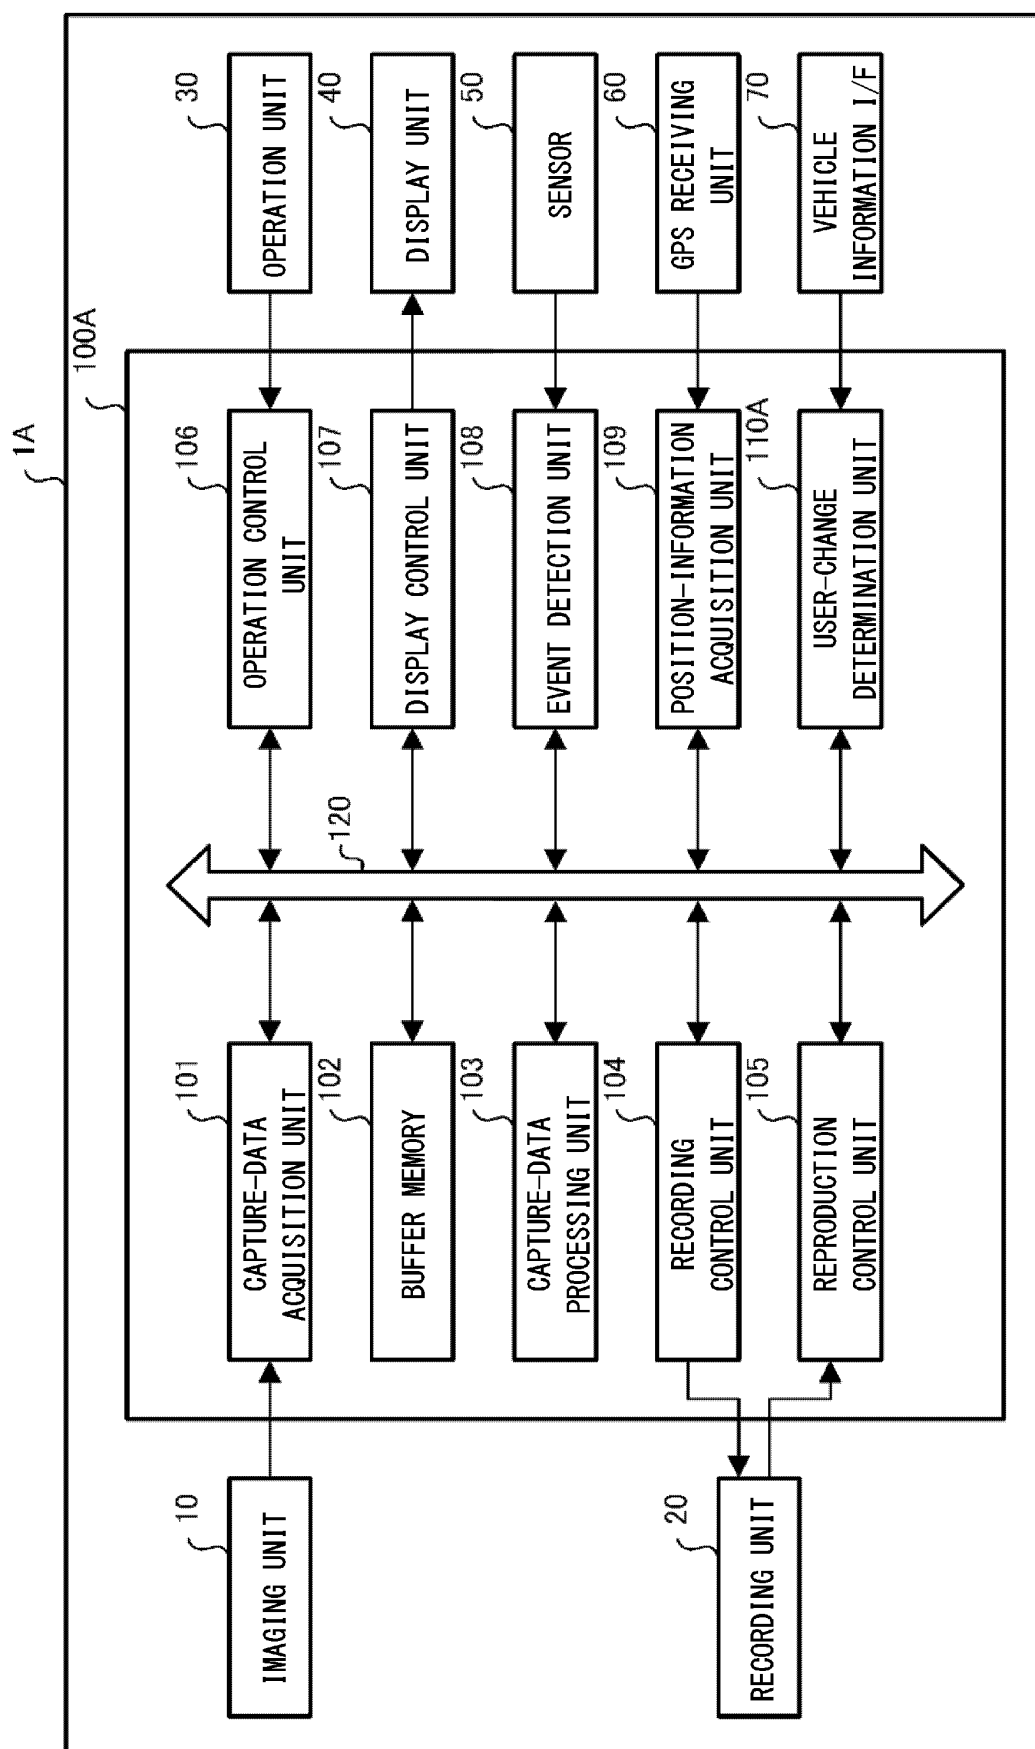 1A
100A
10
IMAGING UNIT
20
RECORDING UNIT
101
CAPTURE-DATA
ACQUISITION UNIT
102
BUFFER MEMORY
103
CAPTURE-DATA
PROCESSING UNIT
104
RECORDING
CONTROL UNIT
105
REPRODUCTION
CONTROL UNIT
120
106
OPERATION CONTROL
UNIT
107
DISPLAY CONTROL UNIT
108
EVENT DETECTION UNIT
109
POSITION-INFORMATION
ACQUISITION UNIT
110A
USER-CHANGE
DETERMINATION UNIT
30
OPERATION UNIT
40
DISPLAY UNIT
50
SENSOR
60
GPS RECEIVING
UNIT
70
VEHICLE
INFORMATION I/F